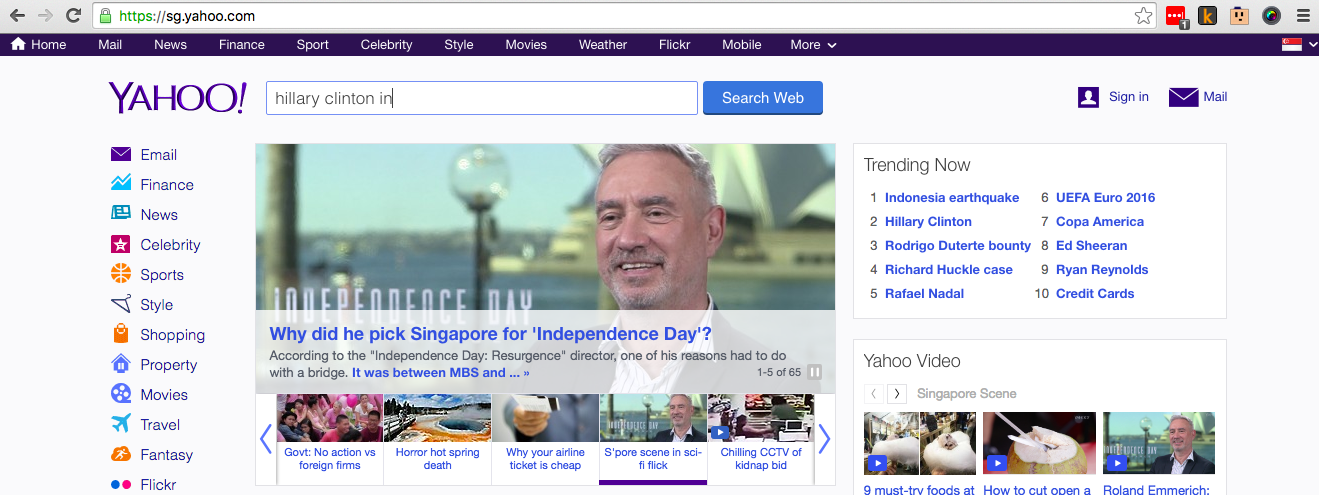 https://sg.yahoo.com
1
Home Mail News Finance Sport Celebrity Style Movies Weather Flickr Mobile More
YAHOO!
hillary clinton in
Search Web
Sign in
Mail
Email
Finance
News
Celebrity
Sports
Style
Shopping
Property
Movies
Travel
Fantasy
Flickr
INDEPENDENCE DAY
Why did he pick Singapore for 'Independence Day'?
According to the "Independence Day: Resurgence" director, one of his reasons had to do
with a bridge. It was between MBS and ... »
1-5 of 65
Govt: No action vs
foreign firms
Horror hot spring
death
Why your airline
ticket is cheap
S'pore scene in sci-
fi flick
Chilling CCTV of
kidnap bid
Trending Now
1 Indonesia earthquake
2 Hillary Clinton
3 Rodrigo Duterte bounty
4 Richard Huckle case
5 Rafael Nadal
6 UEFA Euro 2016
7 Copa America
8 Ed Sheeran
9 Ryan Reynolds
10 Credit Cards
Yahoo Video
Singapore Scene
9 must-try foods at
How to cut open a
Roland Emmerich: